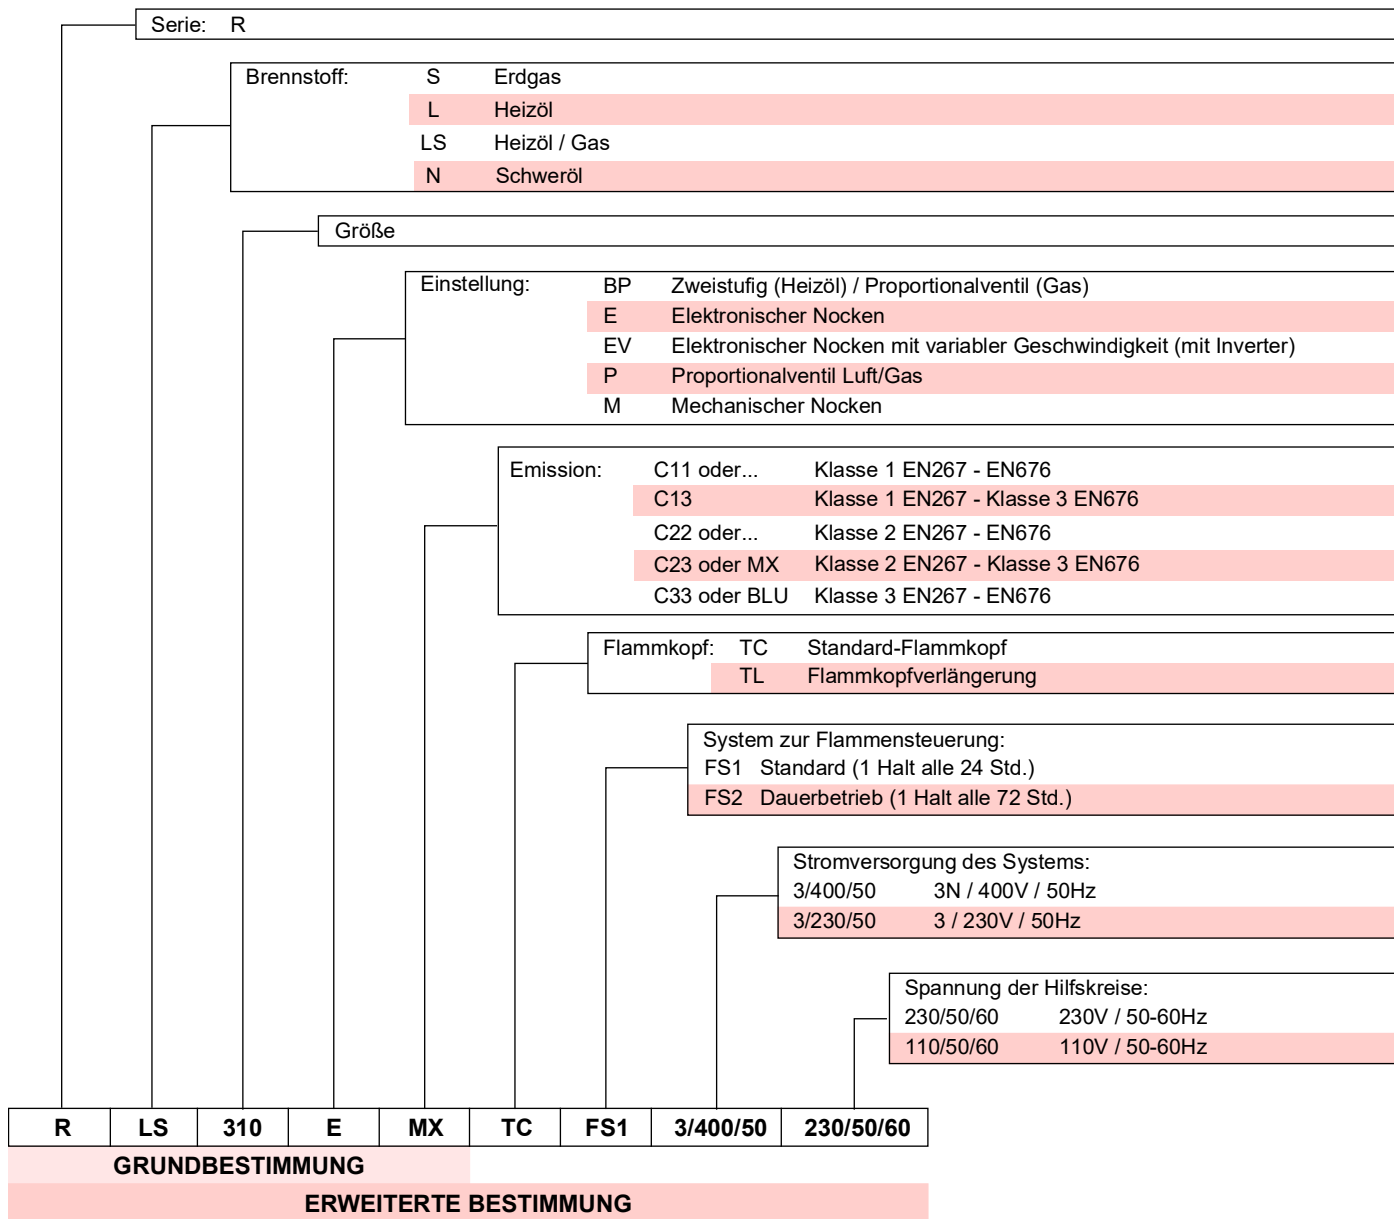 Serie: R
Brennstoff: S Erdgas
L Heizöl
LS Heizöl / Gas
N Schweröl
Größe
Einstellung: BP Zweistufig (Heizöl) / Proportionalventil (Gas)
E Elektronischer Nocken
EV Elektronischer Nocken mit variabler Geschwindigkeit (mit Inverter)
P Proportionalventil Luft/Gas
M Mechanischer Nocken
Emission: C11 oder... Klasse 1 EN267 - EN676
C13 Klasse 1 EN267 - Klasse 3 EN676
C22 oder... Klasse 2 EN267 - EN676
C23 oder MX Klasse 2 EN267 - Klasse 3 EN676
C33 oder BLU Klasse 3 EN267 - EN676
Flammkopf: TC Standard-Flammkopf
TL Flammkopfverlängerung
System zur Flammensteuerung:
FS1 Standard (1 Halt alle 24 Std.)
FS2 Dauerbetrieb (1 Halt alle 72 Std.)
Stromversorgung des Systems:
3/400/50 3N / 400V / 50Hz
3/230/50 3 / 230V / 50Hz
Spannung der Hilfskreise:
230/50/60 230V / 50-60Hz
110/50/60 110V / 50-60Hz
R LS 310 E MX TC FS1 3/400/50 230/50/60
GRUNDBESTIMMUNG
ERWEITERTE BESTIMMUNG